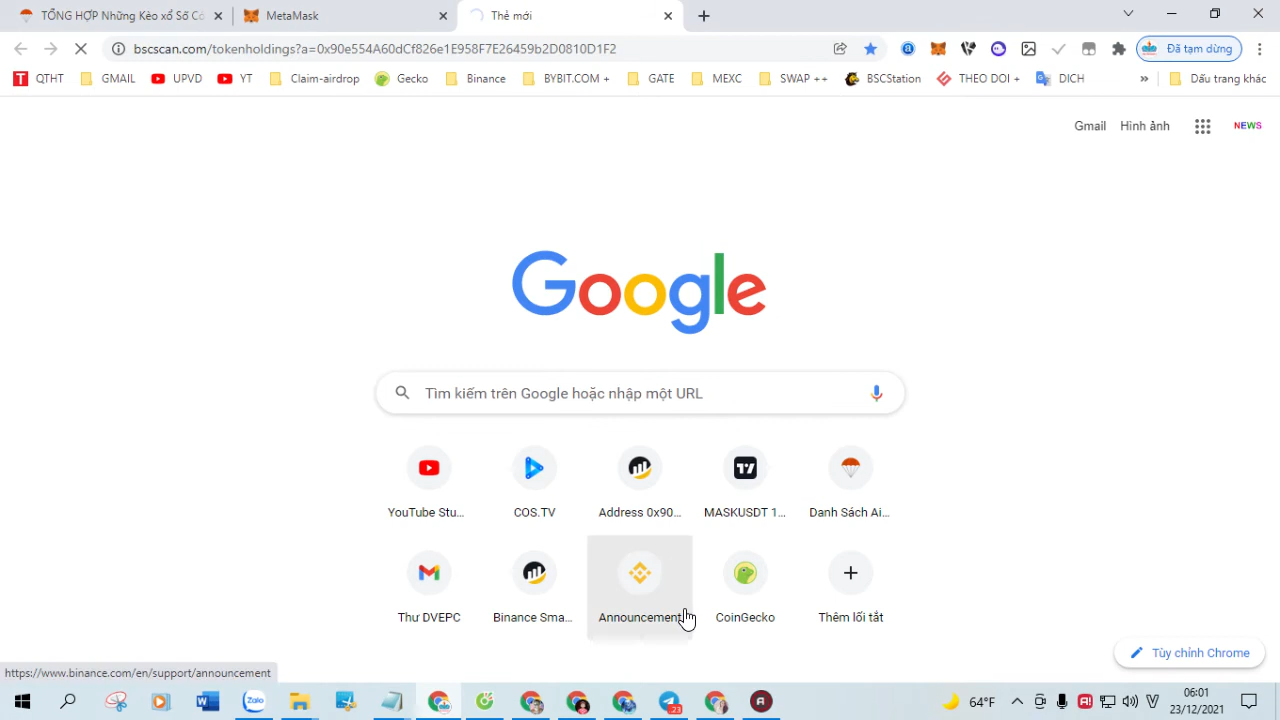 TỔNG HỢP Những Kèo xổ Số Cơ
MetaMask
Thẻ mới
bscscan.com/tokenholdings?a=0x90e554A60dCf826e1E958F7E26459b2D0810D1F2
Đã tạm dừng
QTHT
GMAIL
UPVD
YT
Claim-airdrop
Gecko
Binance
BYBIT.COM +
GATE
MEXC
SWAP ++
BSCStation
THEO DOI +
DICH
»
Dấu trang khác
Gmail
Hình ảnh
NEWS
Google
Tìm kiếm trên Google hoặc nhập một URL
YouTube Stu...
COS.TV
Address 0x90...
MASKUSDT 1...
Danh Sách Ai...
Thư DVEPC
Binance Sma...
Announcement
CoinGecko
Thêm lối tắt
Tùy chỉnh Chrome
https://www.binance.com/en/support/announcement
Zalo
23
64°F
06:01
23/12/2021